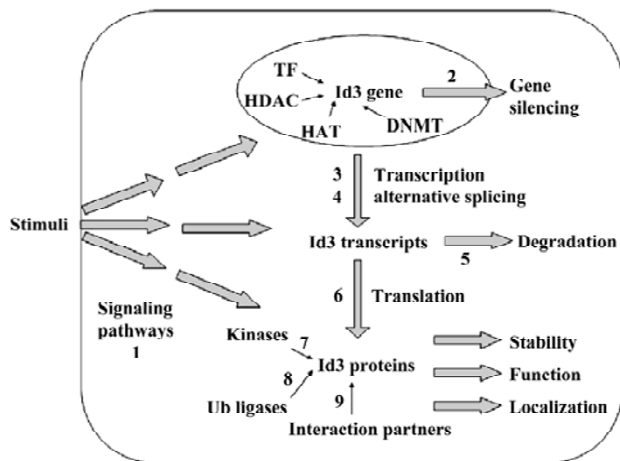 TF
HDAC
HAT
Id3 gene
DNMT
2
Gene
silencing
3
Transcription
4
alternative splicing
Stimuli
Id3 transcripts
5
Degradation
6
Translation
Signaling
pathways
1
Kinases
7
8
Id3 proteins
Ub ligases
9
Interaction partners
Stability
Function
Localization